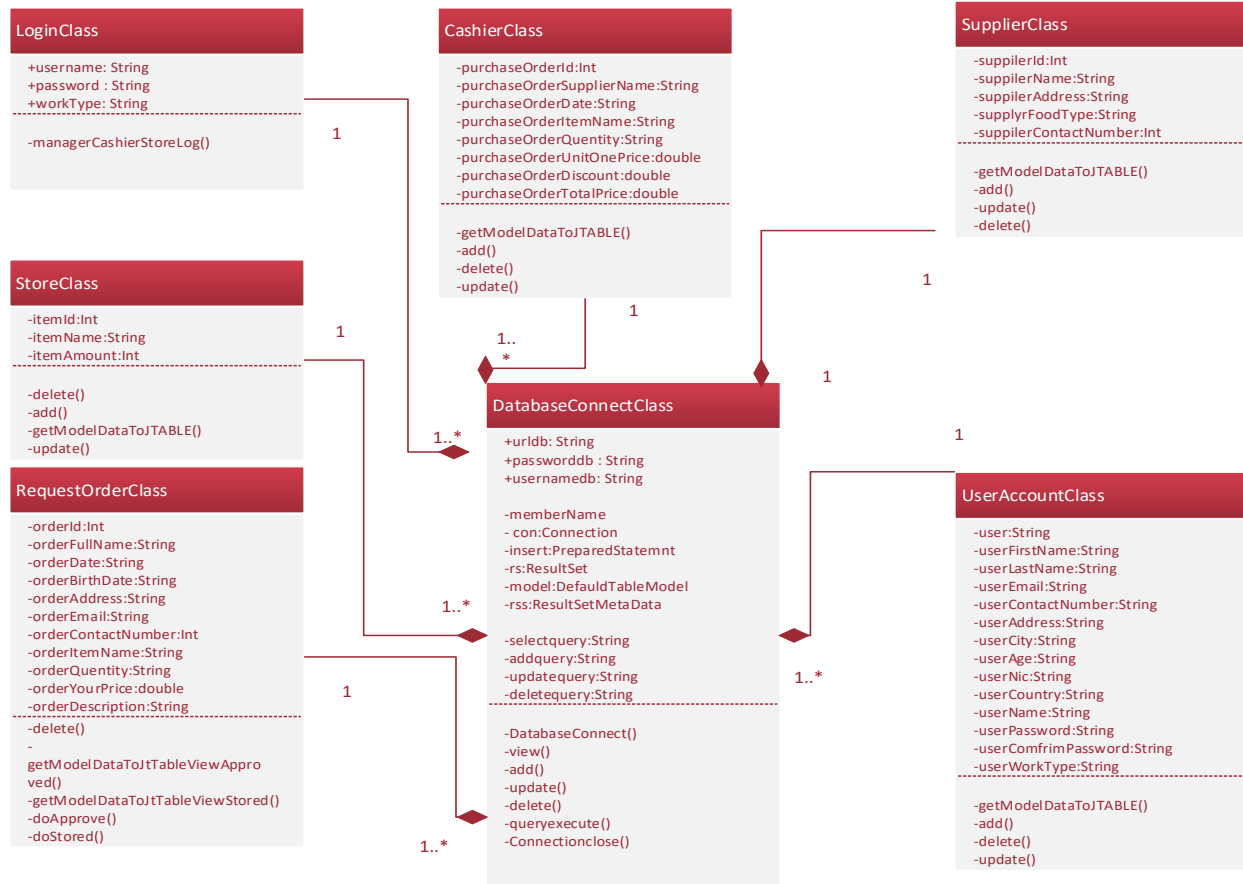 LoginClass
+username: String
+password : String
+workType: String
-managerCashierStoreLog()
1
CashierClass
-purchaseOrderId:Int
-purchaseOrderSupplierName:String
-purchaseOrderDate:String
-purchaseOrderItemName:String
-purchaseOrderQuentity:String
-purchaseOrderUnitOnePrice:double
-purchaseOrderDiscount:double
-purchaseOrderTotalPrice:double
-getModelDataToJTABLE()
-add()
-delete()
-update()
1
1..
*
SupplierClass
-suppilerId:Int
-suppilerName:String
-suppilerAddress:String
-supplyrFoodType:String
-suppilerContactNumber:Int
-getModelDataToJTABLE()
-add()
-update()
-delete()
1
1
StoreClass
-itemId:Int
-itemName:String
-itemAmount:Int
-delete()
-add()
-getModelDataToJTABLE()
-update()
1
1..*
RequestOrderClass
-orderId:Int
-orderFullName:String
-orderDate:String
-orderBirthDate:String
-orderAddress:String
-orderEmail:String
-orderContactNumber:Int
-orderItemName:String
-orderQuentity:String
-orderYourPrice:double
-orderDescription:String
-delete()
-
getModelDataToJtTableViewAppro
ved()
-getModelDataToJtTableViewStored()
-doApprove()
-doStored()
1..*
1
1..*
DatabaseConnectClass
+urldb: String
+passworddb : String
+usernamedb: String
-memberName
- con:Connection
-insert:PreparedStatemnt
-rs:ResultSet
-model:DefauldTableModel
-rss:ResultSetMetaData
-selectquery:String
-addquery:String
-updatequery:String
-deletequery:String
-DatabaseConnect()
-view()
-add()
-update()
-delete()
-queryexecute()
-Connectionclose()
1
1..*
UserAccountClass
-user:String
-userFirstName:String
-userLastName:String
-userEmail:String
-userContactNumber:String
-userAddress:String
-userCity:String
-userAge:String
-userNic:String
-userCountry:String
-userName:String
-userPassword:String
-userComfrimPassword:String
-userWorkType:String
-getModelDataToJTABLE()
-add()
-delete()
-update()